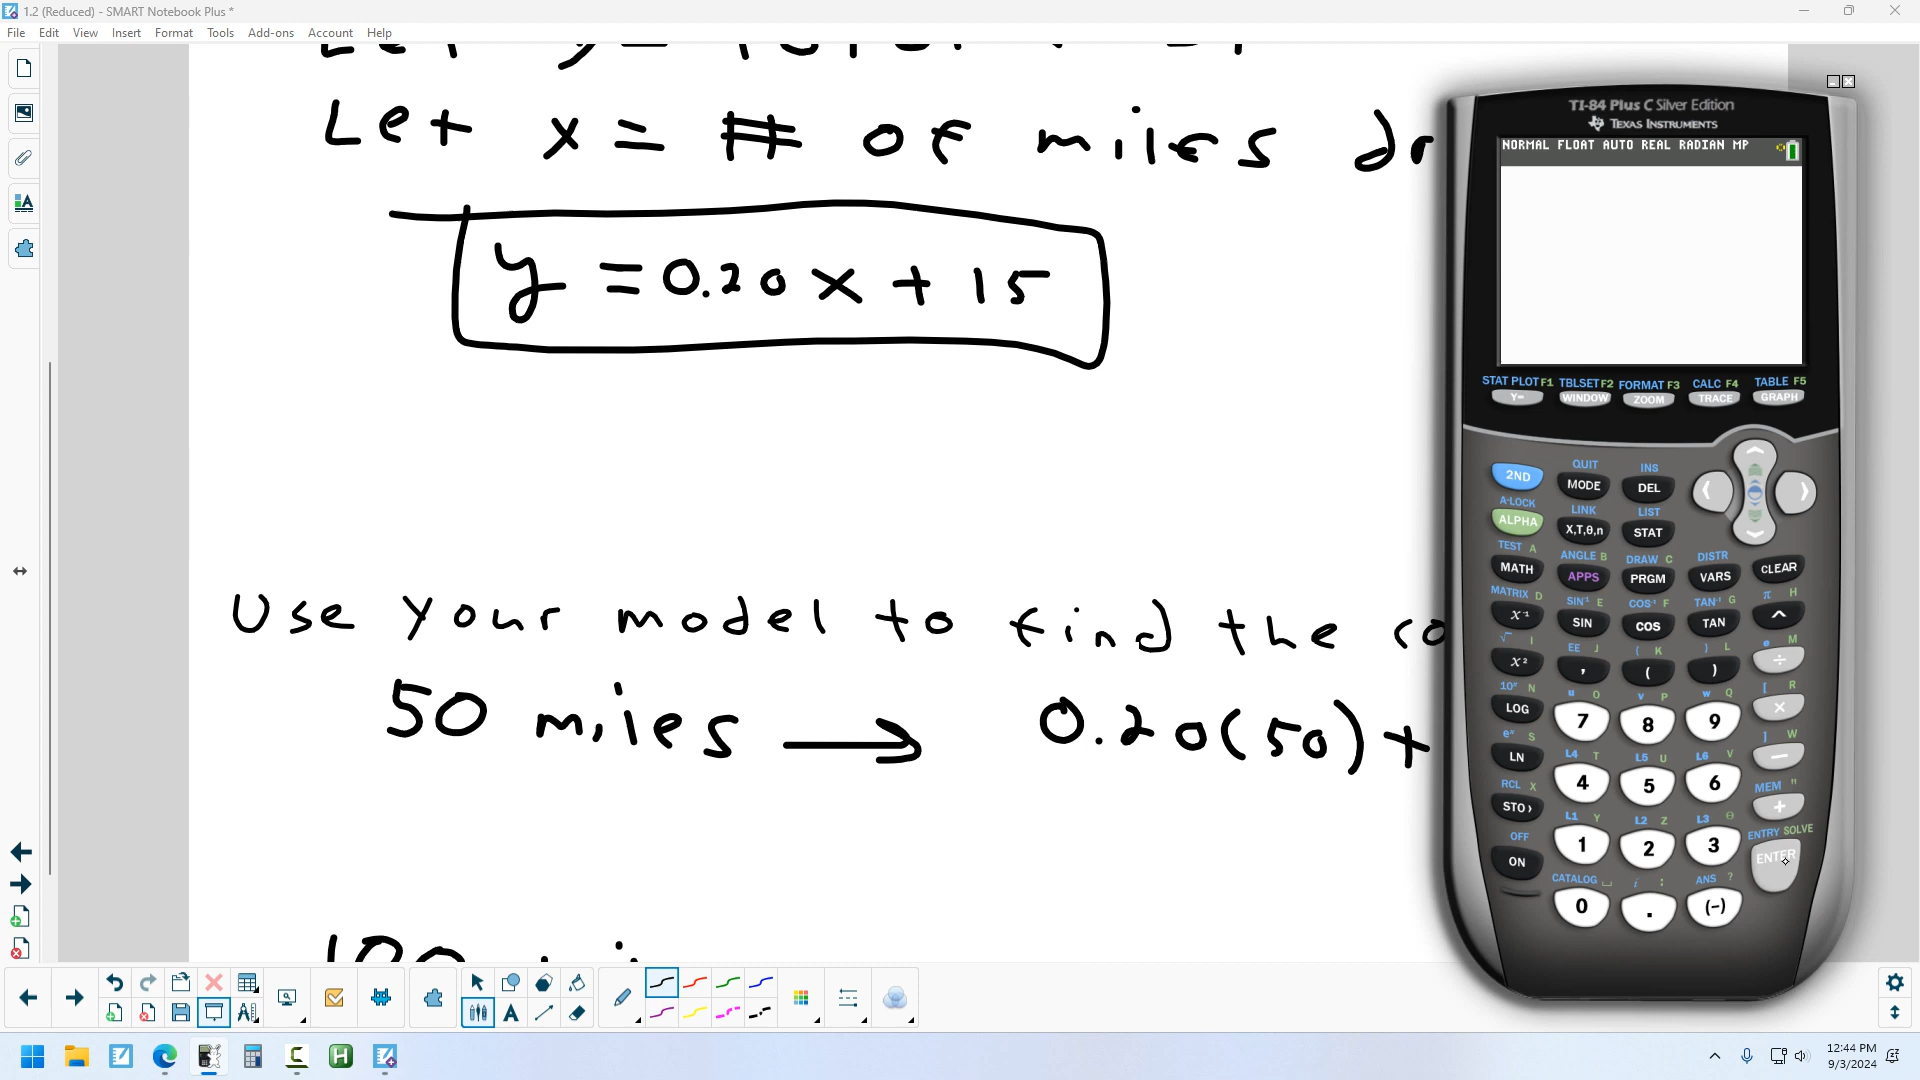 1.2 (Reduced) - SMART Notebook Plus *
File Edit View Insert Format Tools Add-ons Account Help
Let x = # of miles dr
y = 0.20x + 15
Use your model to find the co
50 miles → 0.20(50) +
TI-84 Plus C Silver Edition
TEXAS INSTRUMENTS
NORMAL FLOAT AUTO REAL RADIAN MP
STAT PLOT F1 TBLSET F2 FORMAT F3 CALC F4 TABLE F5
Y= WINDOW ZOOM TRACE GRAPH
QUIT INS
2ND MODE DEL
A-LOCK LINK LIST
ALPHA X,T,θ,n STAT
TEST A ANGLE B DRAW C DISTR
MATH APPS PRGM VARS CLEAR
MATRIX D SIN⁻¹ E COS⁻¹ F TAN⁻¹ G π H
X⁻¹ SIN COS TAN ^
√ I EE J { K } L e M
X² , ( ) ÷
10ˣ N u O v P w Q [ R
LOG 7 8 9 ×
eˣ S L4 T L5 U L6 V ] W
LN 4 5 6 −
RCL X L1 Y L2 Z L3 θ MEM "
STO› 1 2 3 +
OFF ENTRY SOLVE
ON ENTER
CATALOG ⎵ i : ANS ?
0 . (−)
12:44 PM
9/3/2024